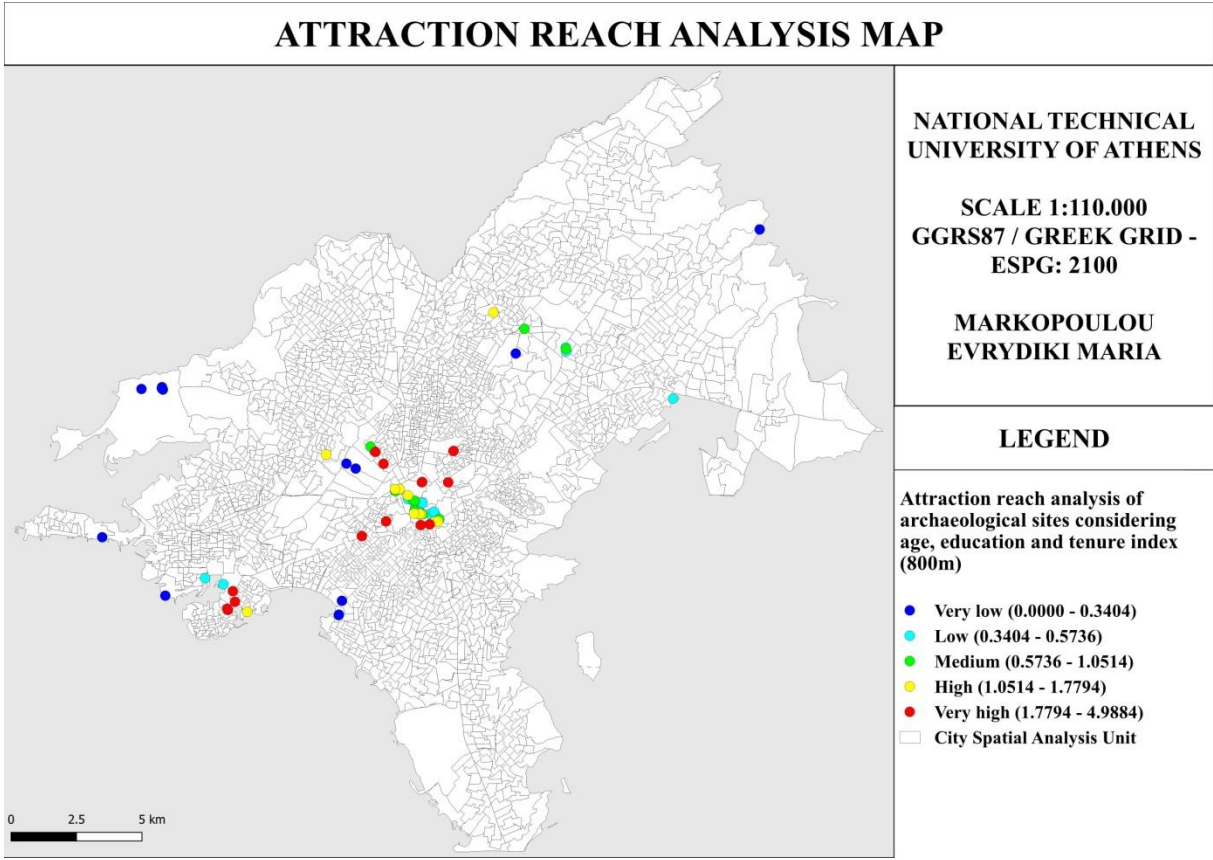 ATTRACTION REACH ANALYSIS MAP
NATIONAL TECHNICAL
UNIVERSITY OF ATHENS
SCALE 1:110.000
GGRS87 / GREEK GRID -
ESPG: 2100
MARKOPOULOU
EVRYDIKI MARIA
LEGEND
Attraction reach analysis of
archaeological sites considering
age, education and tenure index
(800m)
Very low (0.0000 - 0.3404)
Low (0.3404 - 0.5736)
Medium (0.5736 - 1.0514)
High (1.0514 - 1.7794)
Very high (1.7794 - 4.9884)
City Spatial Analysis Unit
0 2.5 5 km